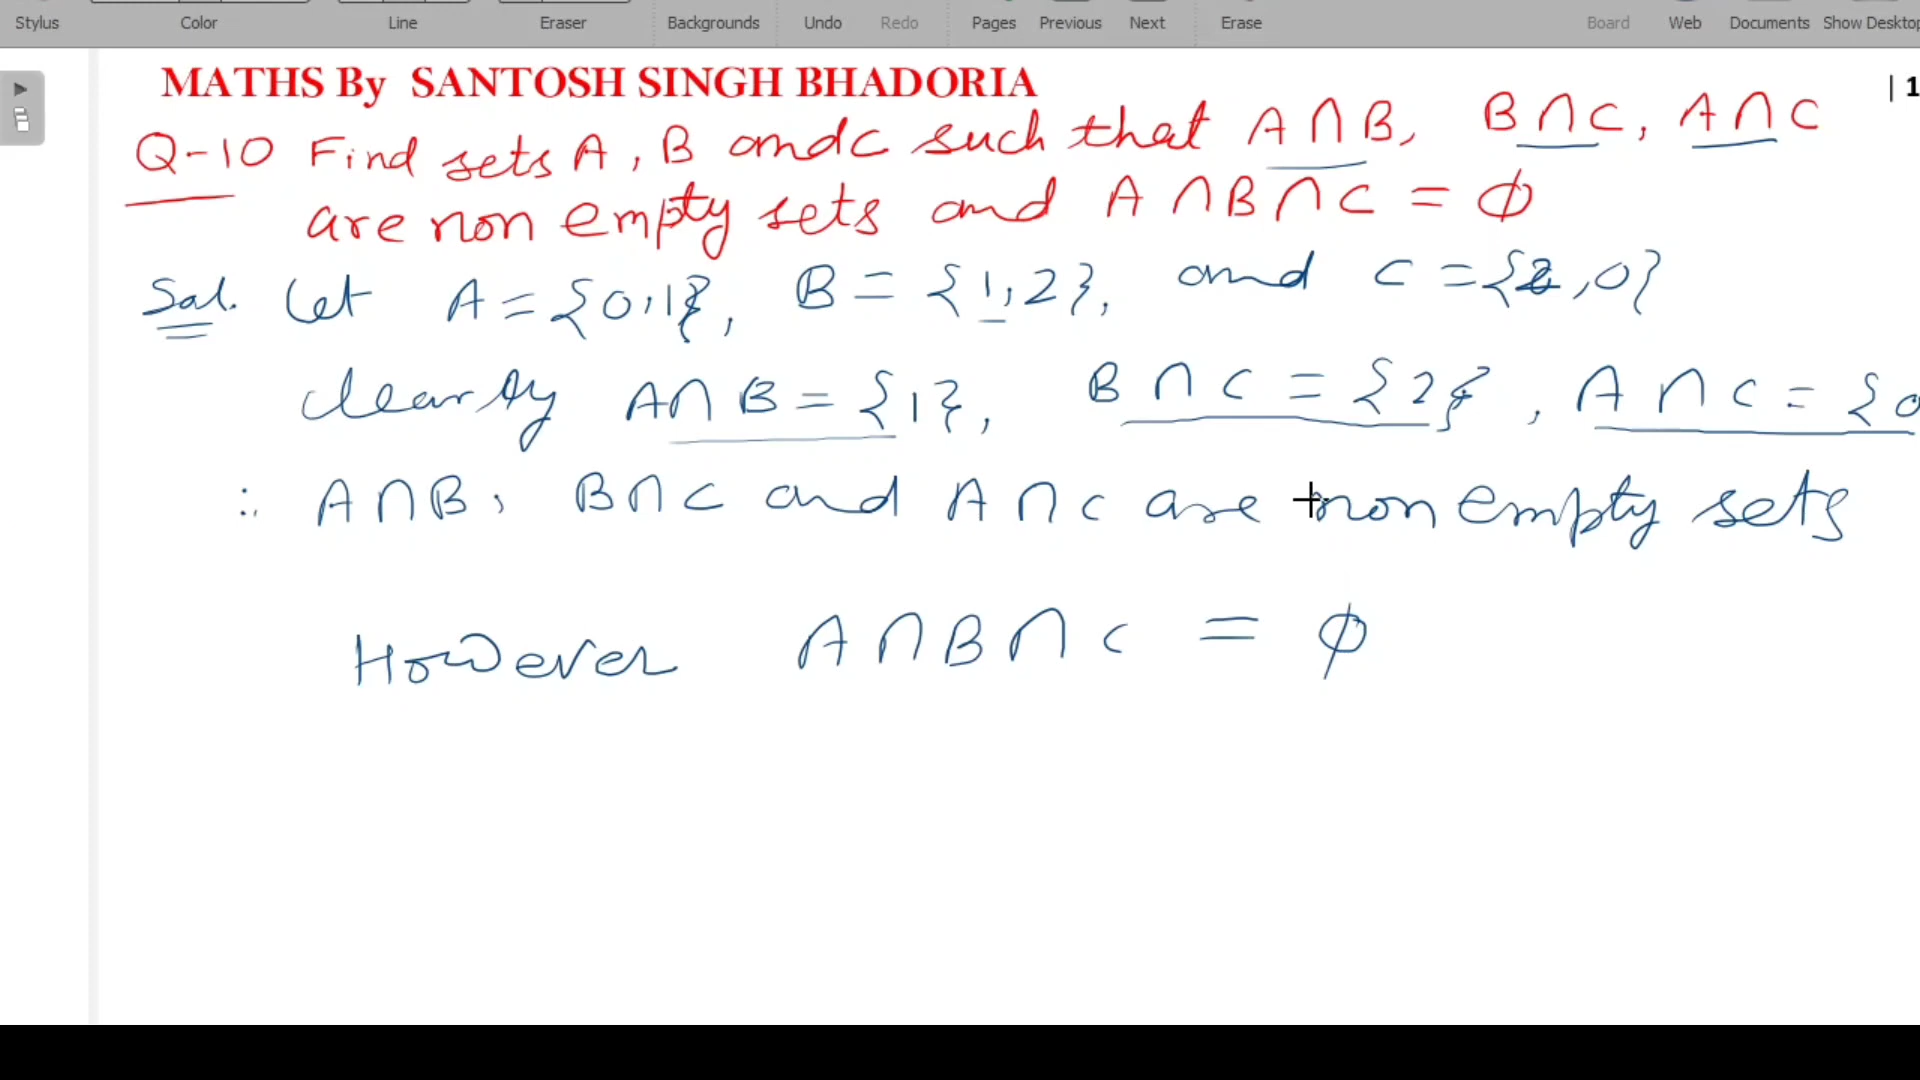 Stylus Color Line Eraser Backgrounds Undo Redo Pages Previous Next Erase Board Web Documents Show Desktop
MATHS By SANTOSH SINGH BHADORIA | 1
Q-10 Find sets A, B and C such that A∩B, B∩C, A∩C
are non empty sets and A∩B∩C = ϕ
Sol. Let A = {0,1}, B = {1,2}, and C = {2,0}
clearly A∩B = {1}, B∩C = {2}, A∩C = {0
∴ A∩B, B∩C and A∩C are non empty sets
However A∩B∩C = ϕ